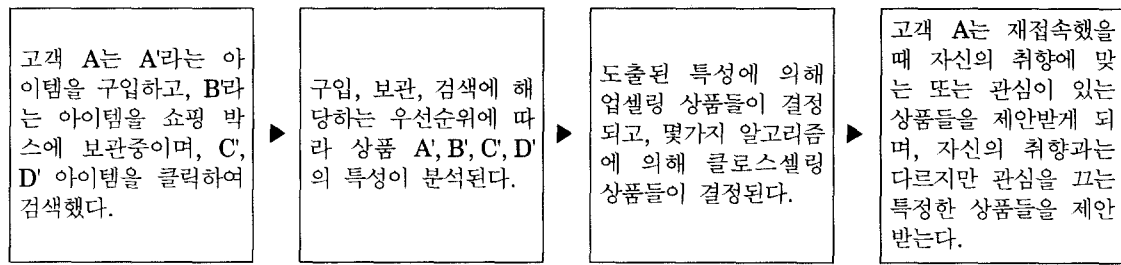 고객 A는 A'라는 아
이템을 구입하고, B'라
는 아이템을 쇼핑 박
스에 보관중이며, C',
D' 아이템을 클릭하여
검색했다.
▶
구입, 보관, 검색에 해
당하는 우선순위에 따
라 상품 A', B', C', D'
의 특성이 분석된다.
▶
도출된 특성에 의해
업셀링 상품들이 결정
되고, 몇가지 알고리즘
에 의해 클로스셀링
상품들이 결정된다.
▶
고객 A는 재접속했을
때 자신의 취향에 맞
는 또는 관심이 있는
상품들을 제안받게 되
며, 자신의 취향과는
다르지만 관심을 끄는
특정한 상품들을 제안
받는다.